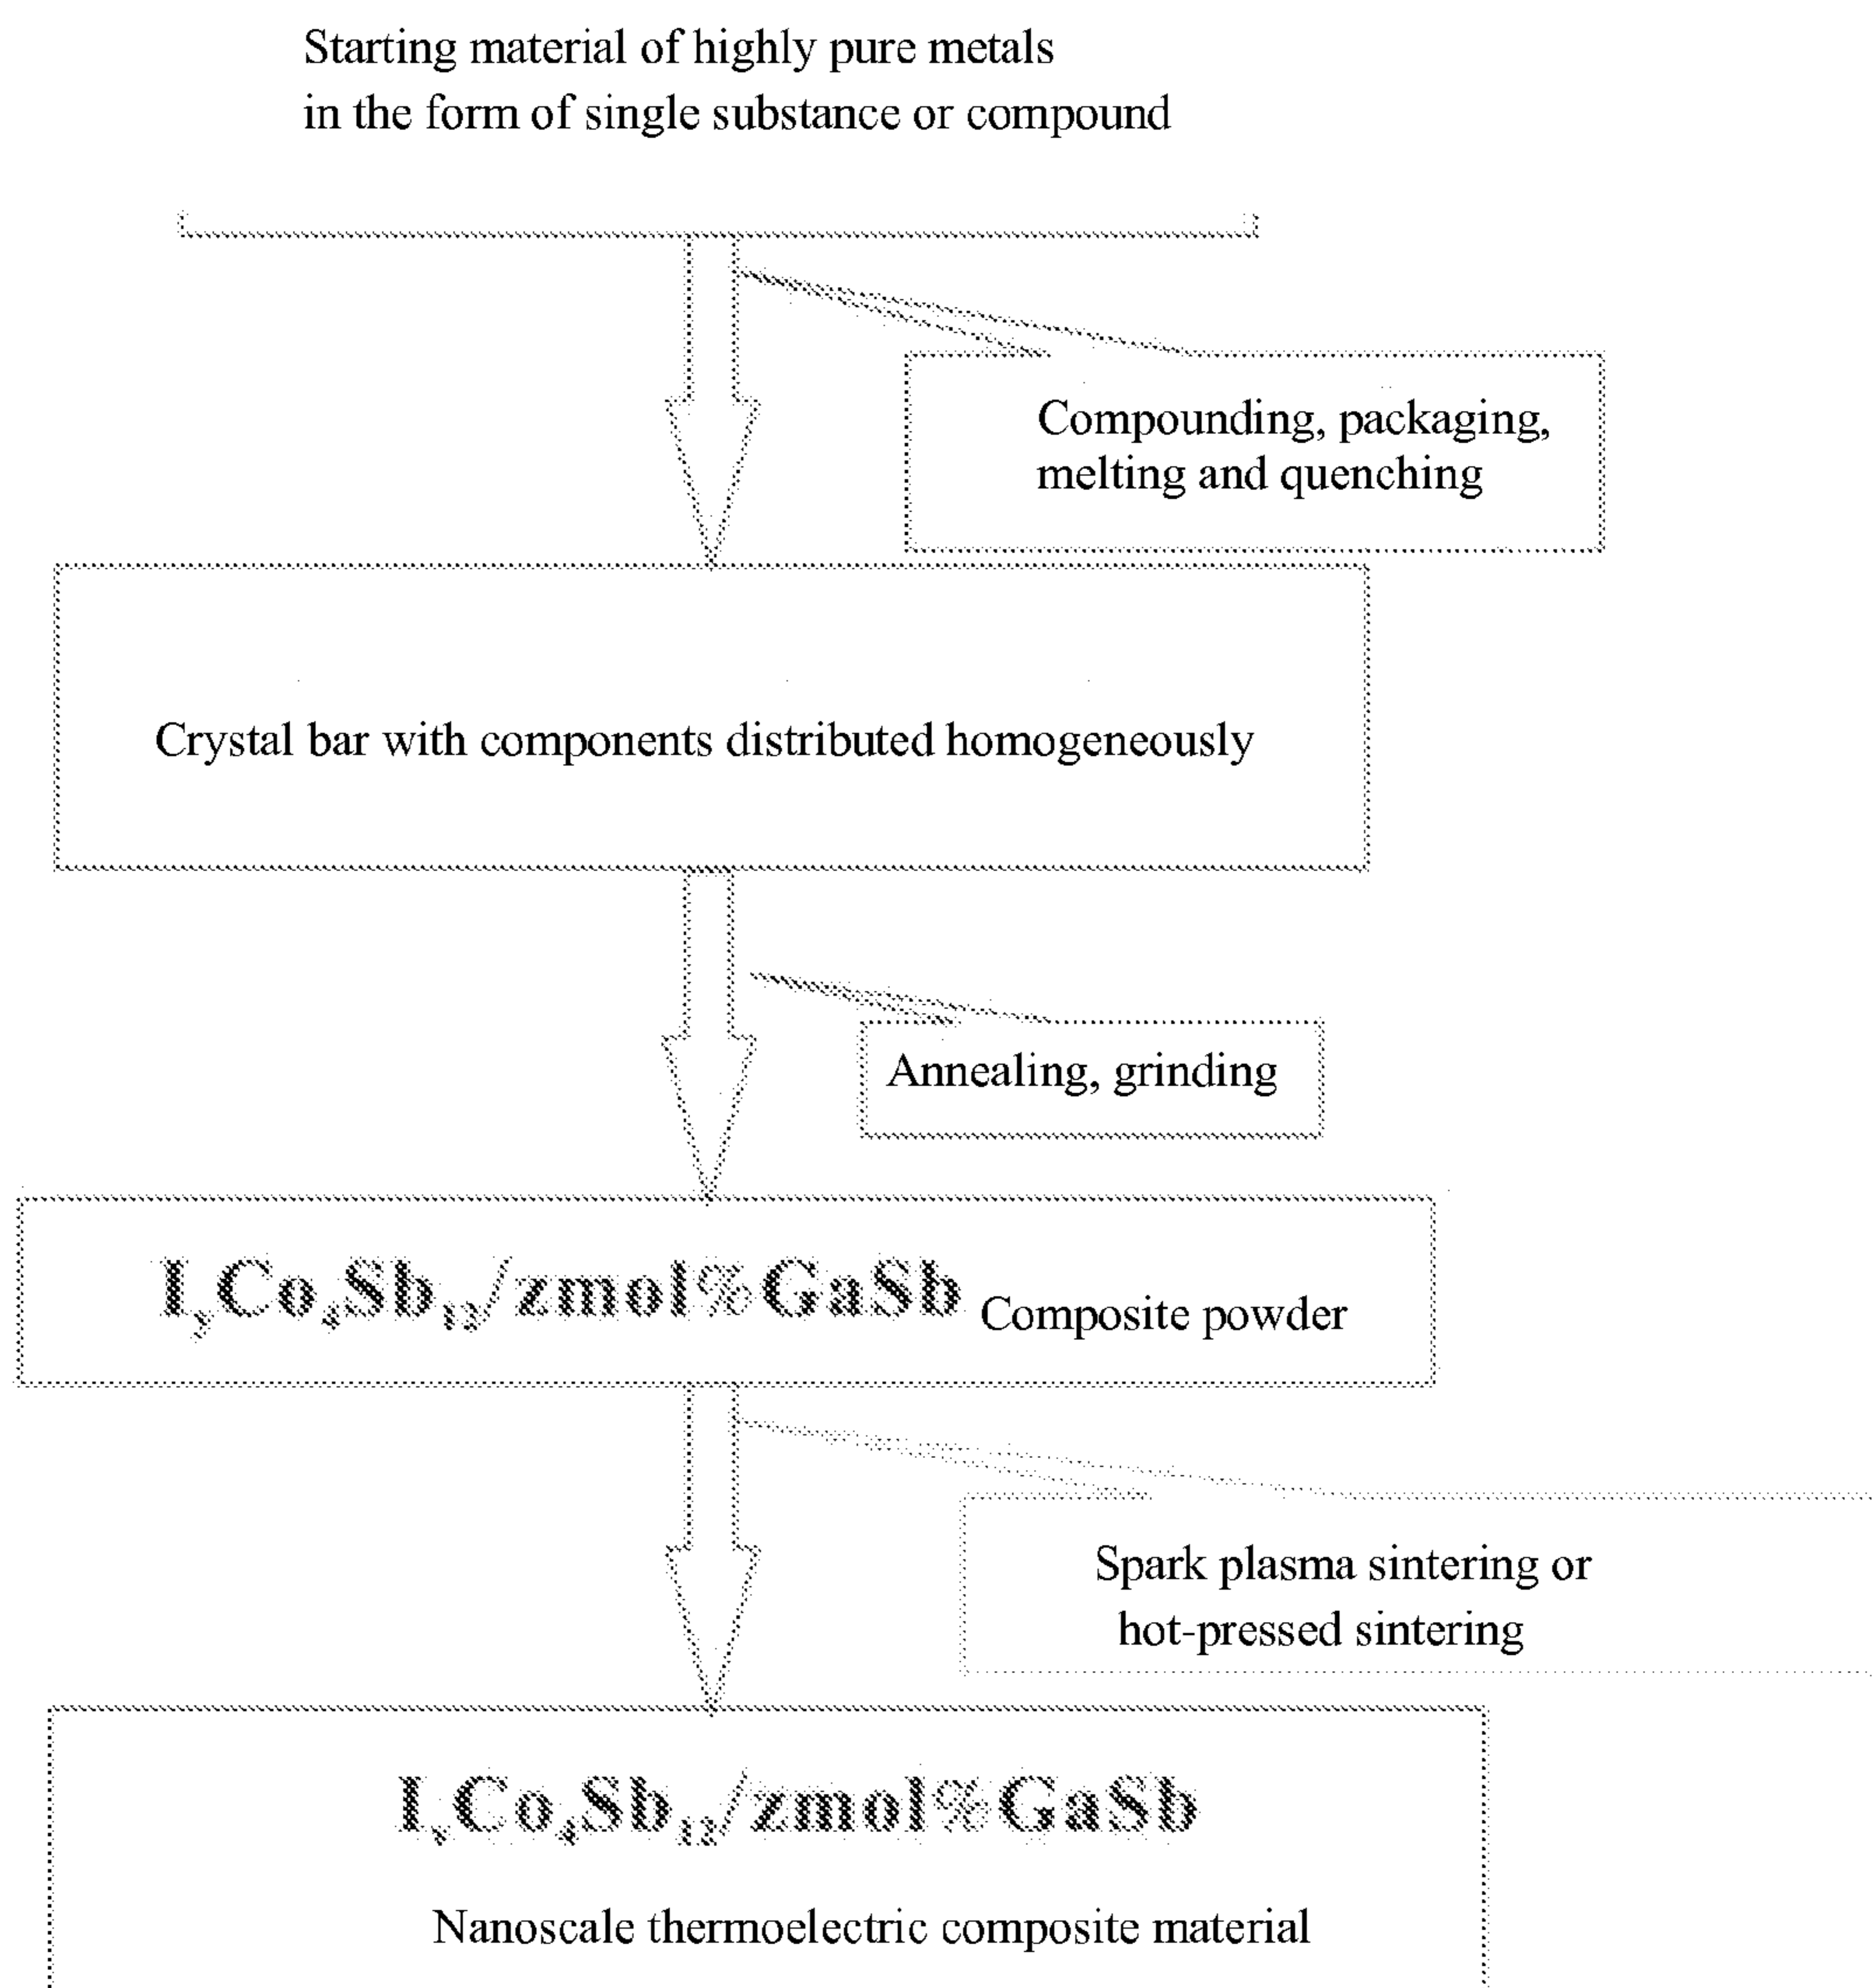 Starting material of highly pure metals
in the form of single substance or compound
Compounding, packaging,
melting and quenching
Crystal bar with components distributed homogeneously
Annealing, grinding
IyCo4Sb12/zmol%GaSb Composite powder
Spark plasma sintering or
hot-pressed sintering
IyCo4Sb12/zmol%GaSb
Nanoscale thermoelectric composite material